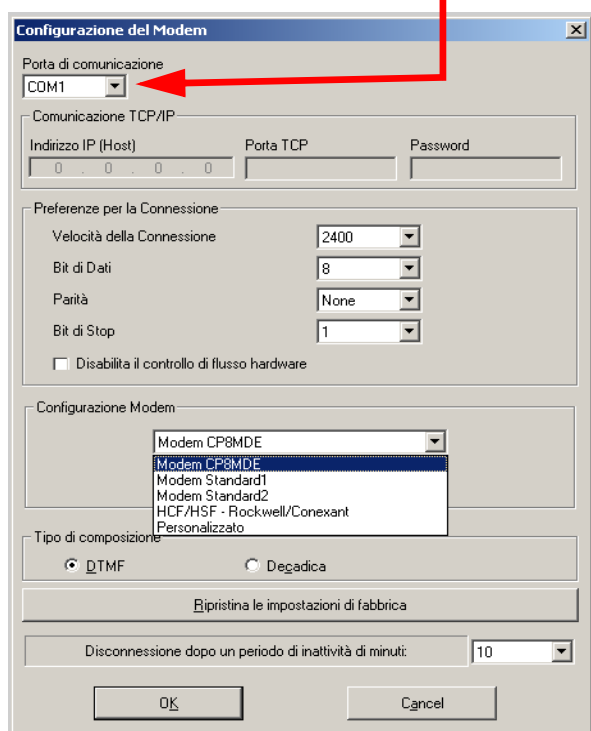 Configurazione del Modem
Porta di comunicazione
COM1
Comunicazione TCP/IP
Indirizzo IP (Host) Porta TCP Password
0 . 0 . 0 . 0
Preferenze per la Connessione
Velocità della Connessione 2400
Bit di Dati 8
Parità None
Bit di Stop 1
Disabilita il controllo di flusso hardware
Configurazione Modem
Modem CP8MDE
Modem CP8MDE
Modem Standard1
Modem Standard2
HCF/HSF - Rockwell/Conexant
Personalizzato
Tipo di composizione
DTMF Decadica
Ripristina le impostazioni di fabbrica
Disconnessione dopo un periodo di inattività di minuti: 10
OK Cancel